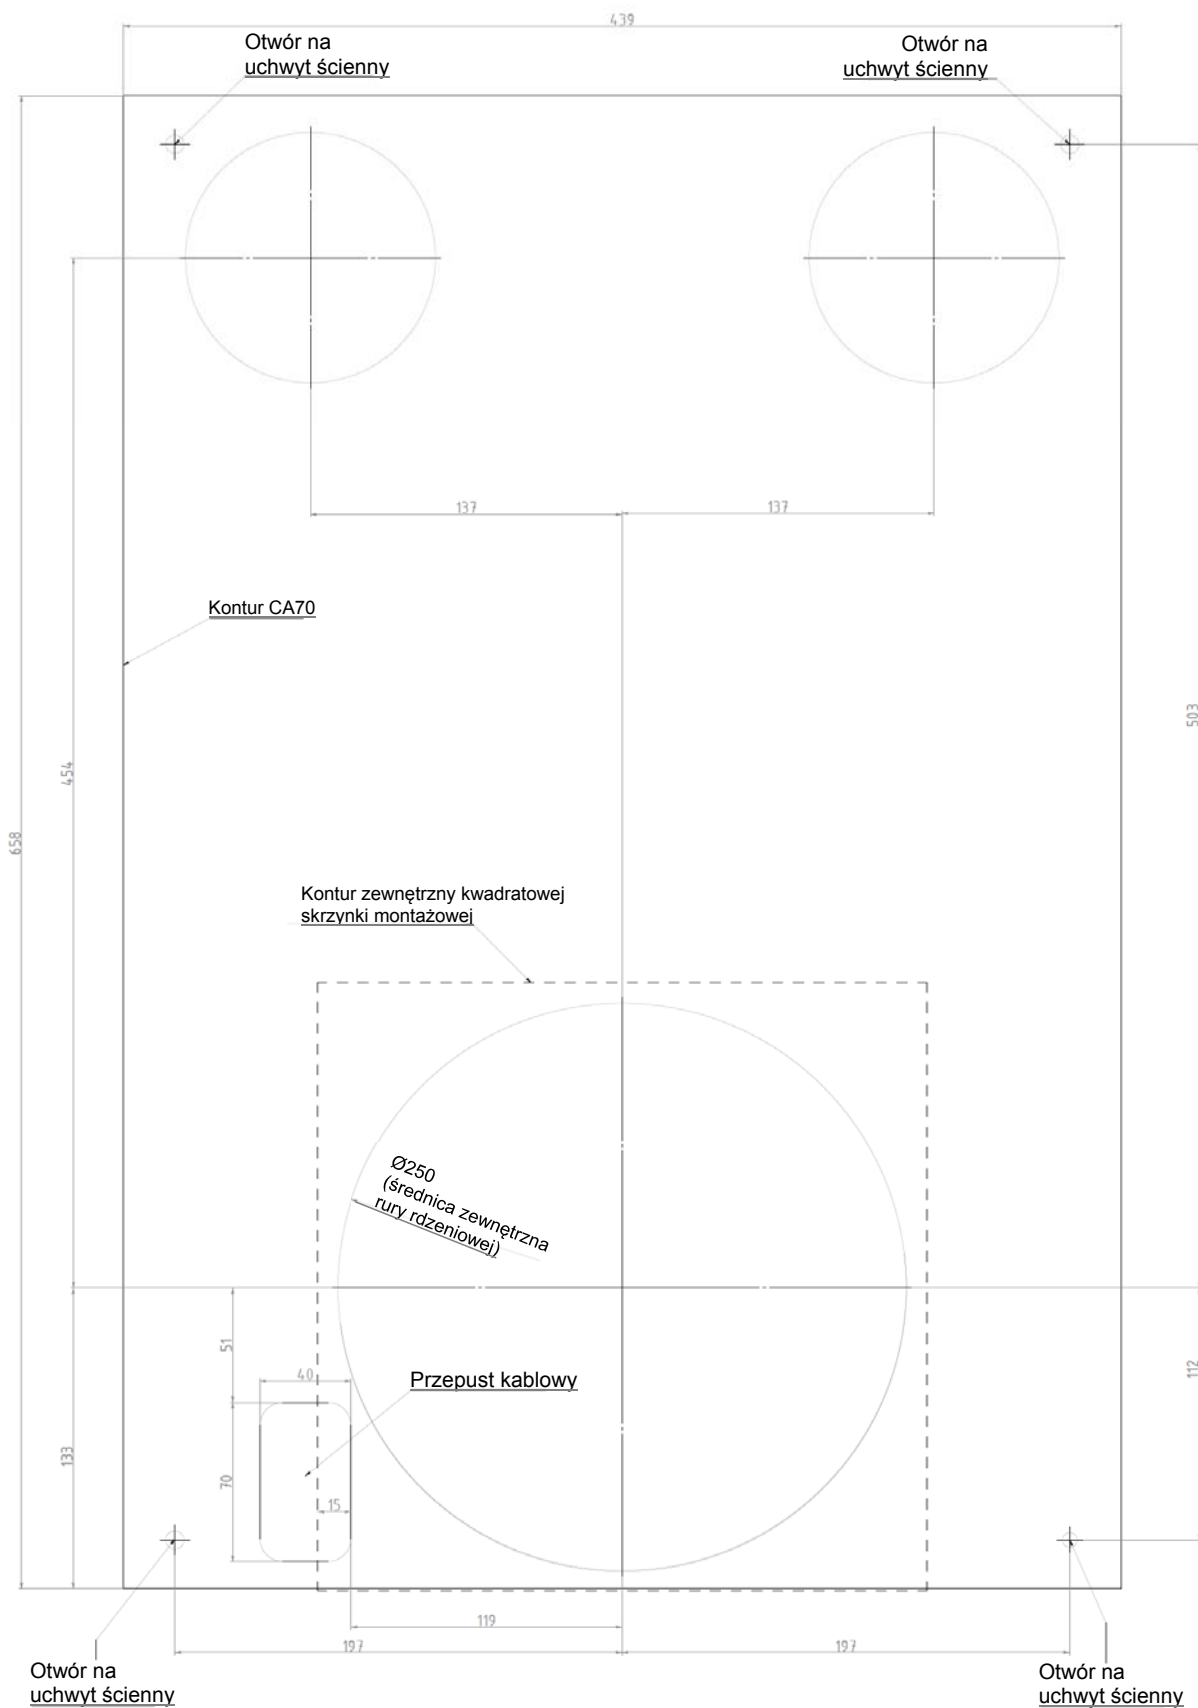 439
Otwór na
uchwyt ścienny
Otwór na
uchwyt ścienny
137
137
Kontur CA70
503
454
658
Kontur zewnętrzny kwadratowej
skrzynki montażowej
Ø250
(średnica zewnętrzna
rury rdzeniowej)
51
112
40
Przepust kablowy
133
70
15
119
197
197
Otwór na
uchwyt ścienny
Otwór na
uchwyt ścienny